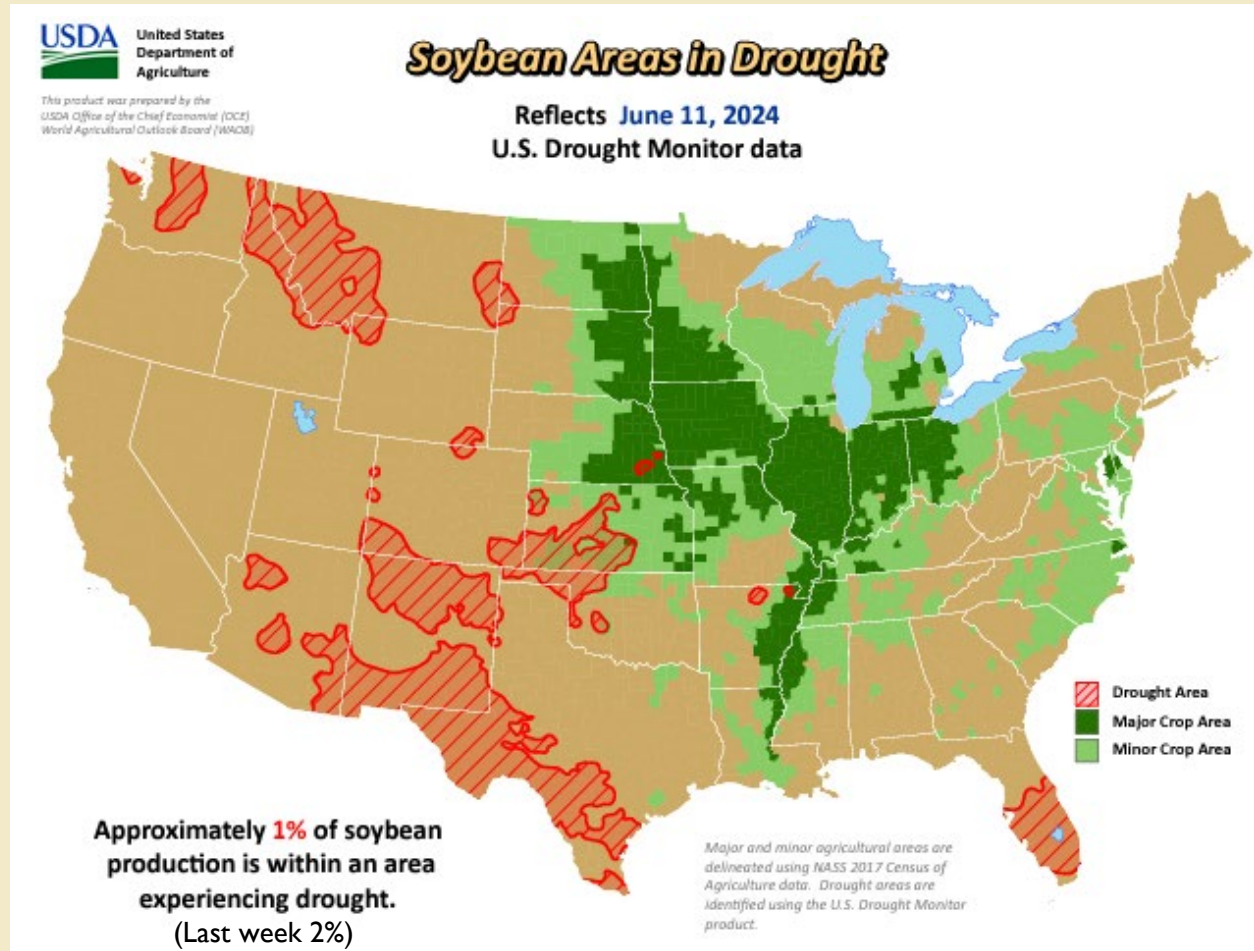 USDA
United States
Department of
Agriculture
This product was prepared by the
USDA Office of the Chief Economist (OCE)
World Agricultural Outlook Board (WAOB)
Soybean Areas in Drought
Reflects June 11, 2024
U.S. Drought Monitor data
Drought Area
Major Crop Area
Minor Crop Area
Approximately 1% of soybean
production is within an area
experiencing drought.
(Last week 2%)
Major and minor agricultural areas are
delineated using NASS 2017 Census of
Agriculture data. Drought areas are
identified using the U.S. Drought Monitor
product.